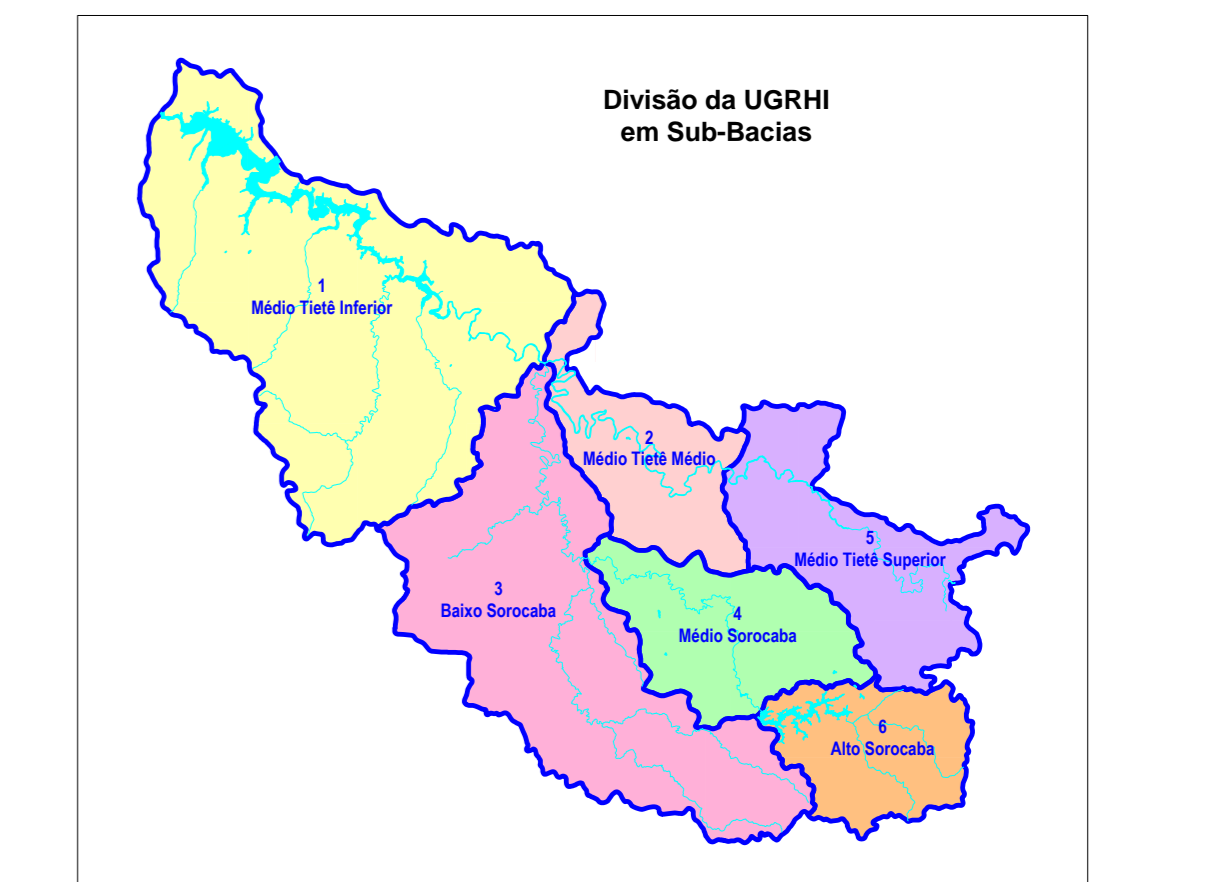 Divisão da UGRHI
em Sub-Bacias
1
Médio Tietê Inferior
2
Médio Tietê Médio
3
Baixo Sorocaba
4
Médio Sorocaba
5
Médio Tietê Superior
6
Alto Sorocaba